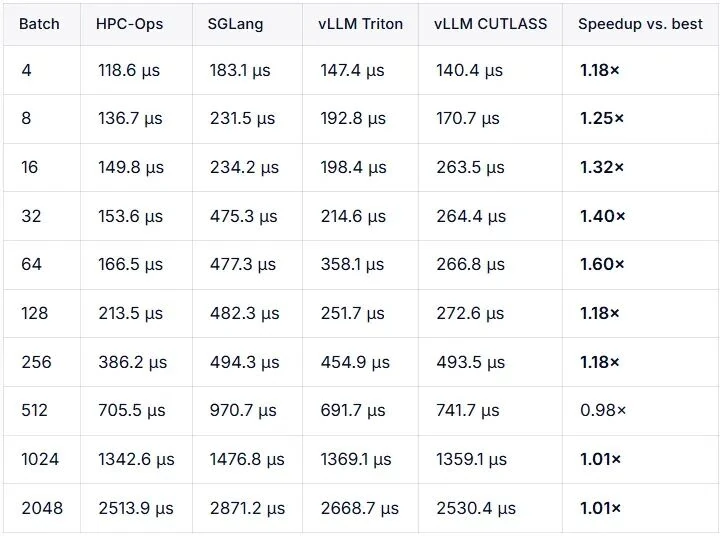 Batch HPC-Ops SGLang vLLM Triton vLLM CUTLASS Speedup vs. best
4 118.6 μs 183.1 μs 147.4 μs 140.4 μs 1.18×
8 136.7 μs 231.5 μs 192.8 μs 170.7 μs 1.25×
16 149.8 μs 234.2 μs 198.4 μs 263.5 μs 1.32×
32 153.6 μs 475.3 μs 214.6 μs 264.4 μs 1.40×
64 166.5 μs 477.3 μs 358.1 μs 266.8 μs 1.60×
128 213.5 μs 482.3 μs 251.7 μs 272.6 μs 1.18×
256 386.2 μs 494.3 μs 454.9 μs 493.5 μs 1.18×
512 705.5 μs 970.7 μs 691.7 μs 741.7 μs 0.98×
1024 1342.6 μs 1476.8 μs 1369.1 μs 1359.1 μs 1.01×
2048 2513.9 μs 2871.2 μs 2668.7 μs 2530.4 μs 1.01×